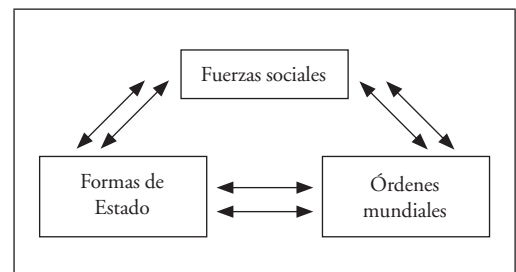 Fuerzas sociales
Formas de
Estado
Órdenes
mundiales